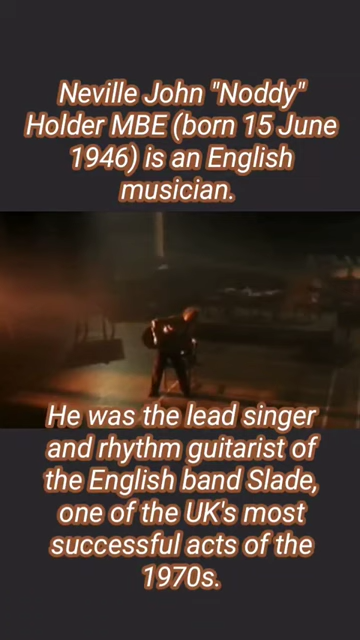 Neville John "Noddy"
Holder MBE (born 15 June
1946) is an English
musician.
He was the lead singer
and rhythm guitarist of
the English band Slade,
one of the UK's most
successful acts of the
1970s.